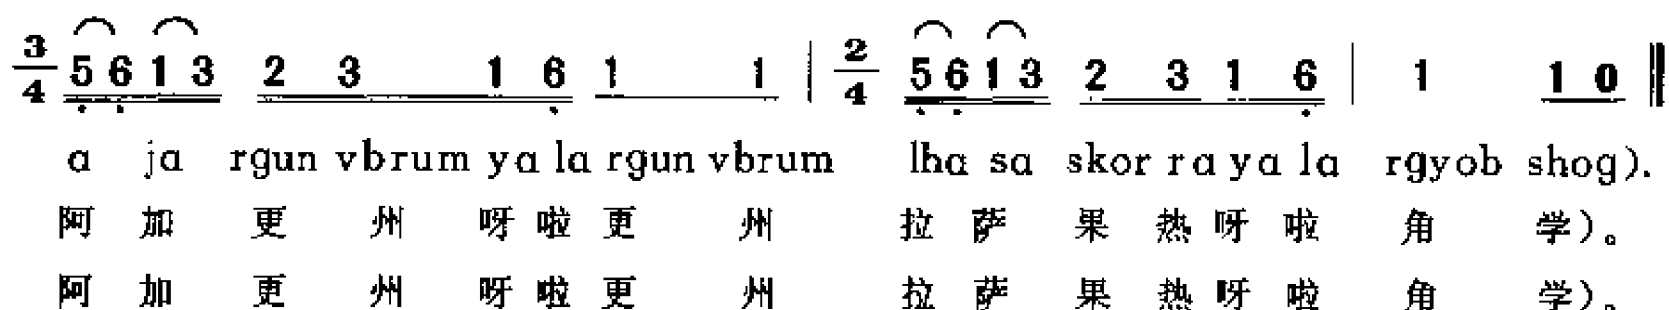 3/4 5 6 1 3 2 3 1 6 1 1 | 2/4 5 6 1 3 2 3 1 6 | 1 1 0 ‖
a ja rgun vbrum ya la rgun vbrum lha sa skor ra ya la rgyob shog).
阿 加 更 州 呀 啦 更 州 拉 萨 果 热 呀 啦 角 学)。
阿 加 更 州 呀 啦 更 州 拉 萨 果 热 呀 啦 角 学)。